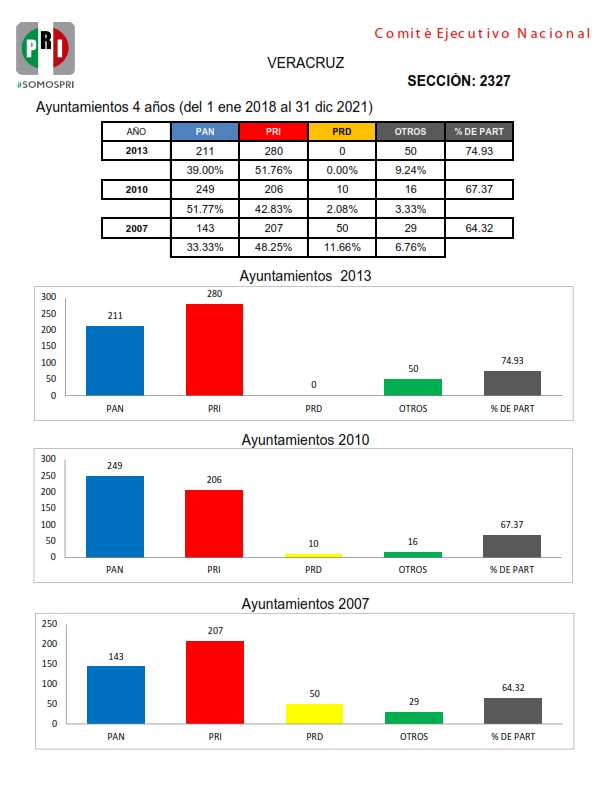 Comité Ejecutivo Nacional
PRI
#SOMOSPRI
VERACRUZ
SECCIÓN: 2327
Ayuntamientos 4 años (del 1 ene 2018 al 31 dic 2021)
AÑO PAN PRI PRD OTROS % DE PART
2013 211 280 0 50 74.93
39.00% 51.76% 0.00% 9.24%
2010 249 206 10 16 67.37
51.77% 42.83% 2.08% 3.33%
2007 143 207 50 29 64.32
33.33% 48.25% 11.66% 6.76%
Ayuntamientos 2013
300
250
200
150
100
50
0
211 280 0 50 74.93
PAN PRI PRD OTROS % DE PART
Ayuntamientos 2010
300
250
200
150
100
50
0
249 206 10 16 67.37
PAN PRI PRD OTROS % DE PART
Ayuntamientos 2007
250
200
150
100
50
0
143 207 50 29 64.32
PAN PRI PRD OTROS % DE PART